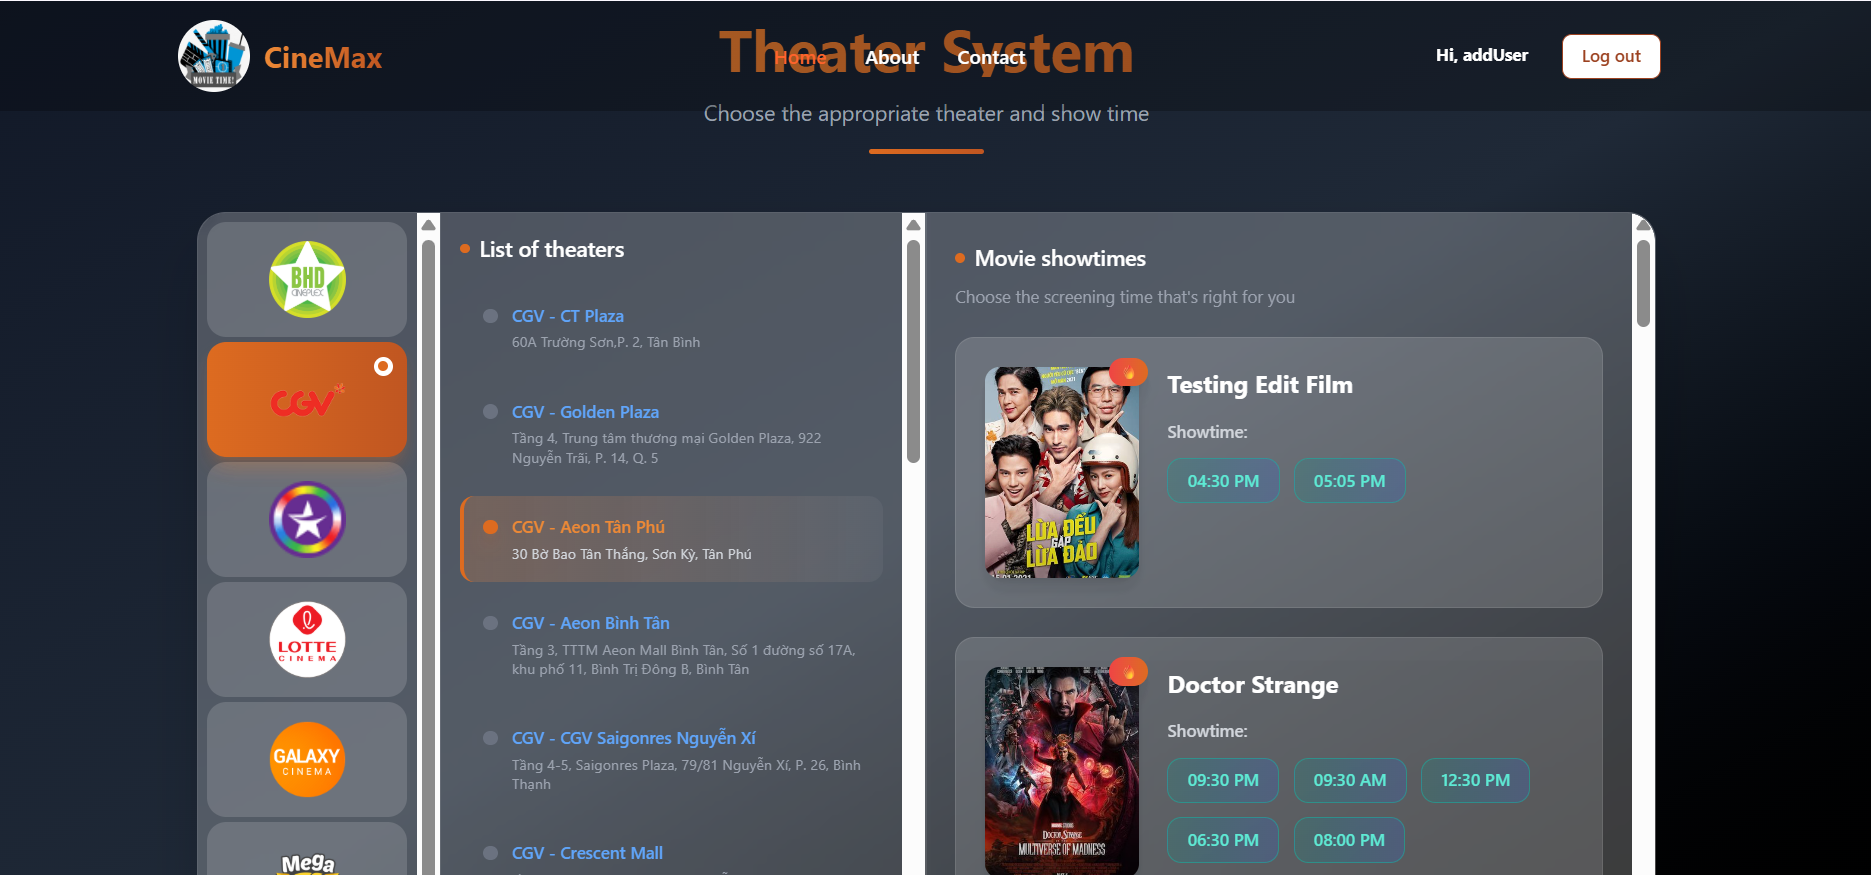 MOVIE TIME!
CineMax
Theater System
Home
About
Contact
Hi, addUser
Log out
Choose the appropriate theater and show time
BHD
CINEPLEX
CGV
LOTTE
CINEMA
GALAXY
CINEMA
Mega
List of theaters
CGV - CT Plaza
60A Trường Sơn,P. 2, Tân Bình
CGV - Golden Plaza
Tầng 4, Trung tâm thương mại Golden Plaza, 922
Nguyễn Trãi, P. 14, Q. 5
CGV - Aeon Tân Phú
30 Bờ Bao Tân Thắng, Sơn Kỳ, Tân Phú
CGV - Aeon Bình Tân
Tầng 3, TTTM Aeon Mall Bình Tân, Số 1 đường số 17A,
khu phố 11, Bình Trị Đông B, Bình Tân
CGV - CGV Saigonres Nguyễn Xí
Tầng 4-5, Saigonres Plaza, 79/81 Nguyễn Xí, P. 26, Bình
Thạnh
CGV - Crescent Mall
Movie showtimes
Choose the screening time that's right for you
LỪA ĐỂU
GẶP
LỪA ĐẢO
Testing Edit Film
Showtime:
04:30 PM
05:05 PM
DOCTOR STRANGE
MULTIVERSE OF MADNESS
Doctor Strange
Showtime:
09:30 PM
09:30 AM
12:30 PM
06:30 PM
08:00 PM